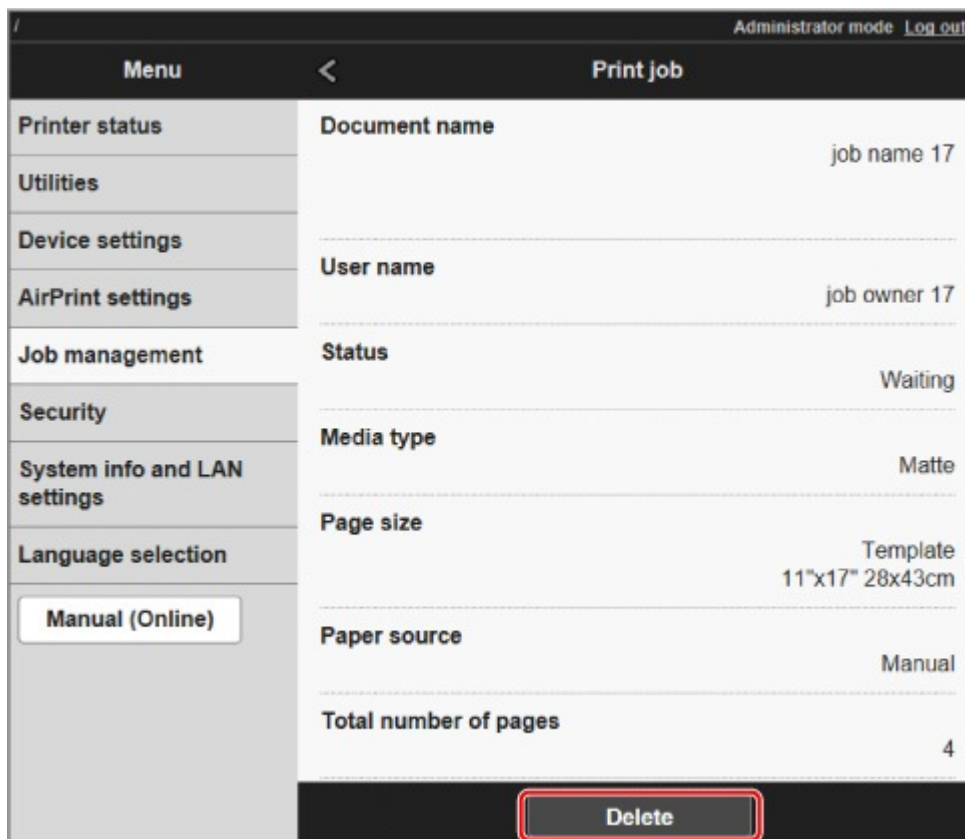 /
Administrator mode Log out
Menu
Print job
Printer status
Utilities
Device settings
AirPrint settings
Job management
Security
System info and LAN
settings
Language selection
Manual (Online)
Document name
job name 17
User name
job owner 17
Status
Waiting
Media type
Matte
Page size
Template
11"x17" 28x43cm
Paper source
Manual
Total number of pages
4
Delete